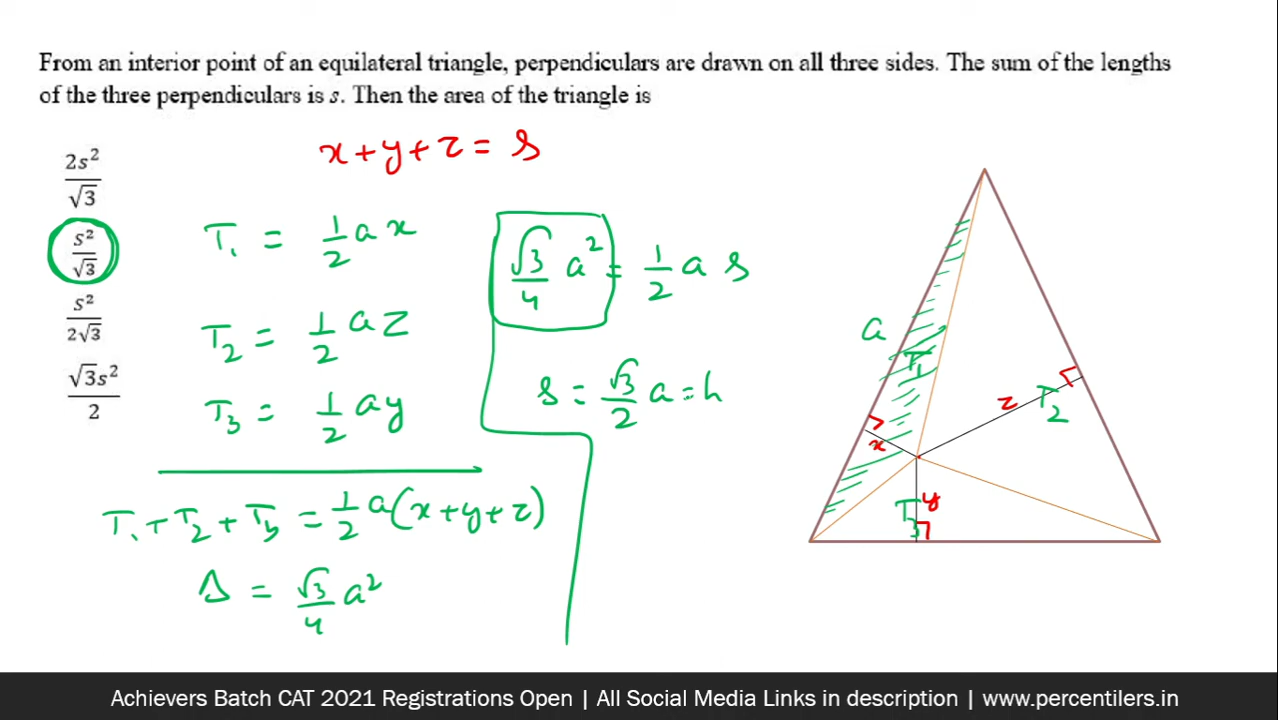 From an interior point of an equilateral triangle, perpendiculars are drawn on all three sides. The sum of the lengths
of the three perpendiculars is s. Then the area of the triangle is
x+y+z = s
2s²/√3
s²/√3
s²/2√3
√3s²/2
T₁ = 1/2 a x
T₂ = 1/2 a z
T₃ = 1/2 a y
T₁ + T₂ + T₃ = 1/2 a(x+y+z)
Δ = √3/4 a²
√3/4 a² = 1/2 a s
s = √3/2 a = h
a
T₁
T₂
z
x
y
T₃
Achievers Batch CAT 2021 Registrations Open | All Social Media Links in description | www.percentilers.in